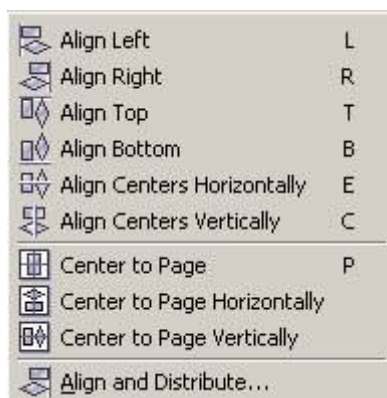 Align Left L
Align Right R
Align Top T
Align Bottom B
Align Centers Horizontally E
Align Centers Vertically C
Center to Page P
Center to Page Horizontally
Center to Page Vertically
Align and Distribute...